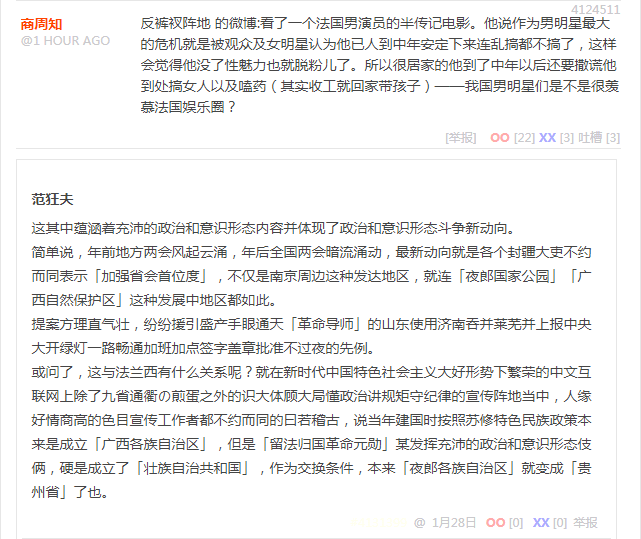 4124511
商周知
@1 HOUR AGO
反裤衩阵地 的微博:看了一个法国男演员的半传记电影。他说作为男明星最大
的危机就是被观众及女明星认为他已人到中年安定下来连乱搞都不搞了，这样
会觉得他没了性魅力也就脱粉儿了。所以很居家的他到了中年以后还要撒谎他
到处搞女人以及嗑药（其实收工就回家带孩子）——我国男明星们是不是很羡
慕法国娱乐圈？
[举报] OO [22] XX [3] 吐槽 [3]
范狂夫
这其中蕴涵着充沛的政治和意识形态内容并体现了政治和意识形态斗争新动向。
简单说，年前地方两会风起云涌，年后全国两会暗流涌动，最新动向就是各个封疆大吏不约
而同表示「加强省会首位度」，不仅是南京周边这种发达地区，就连「夜郎国家公园」「广
西自然保护区」这种发展中地区都如此。
提案方理直气壮，纷纷援引盛产手眼通天「革命导师」的山东使用济南吞并莱芜并上报中央
大开绿灯一路畅通加班加点签字盖章批准不过夜的先例。
或问了，这与法兰西有什么关系呢？就在新时代中国特色社会主义大好形势下繁荣的中文互
联网上除了九省通衢の煎蛋之外的识大体顾大局懂政治讲规矩守纪律的宣传阵地当中，人缘
好情商高的色目宣传工作者都不约而同的曰若稽古，说当年建国时按照苏修特色民族政策本
来是成立「广西各族自治区」，但是「留法归国革命元勋」某发挥充沛的政治和意识形态伎
俩，硬是成立了「壮族自治共和国」，作为交换条件，本来「夜郎各族自治区」就变成「贵
州省」了也。
@ 1月28日 OO [0] XX [0] 举报